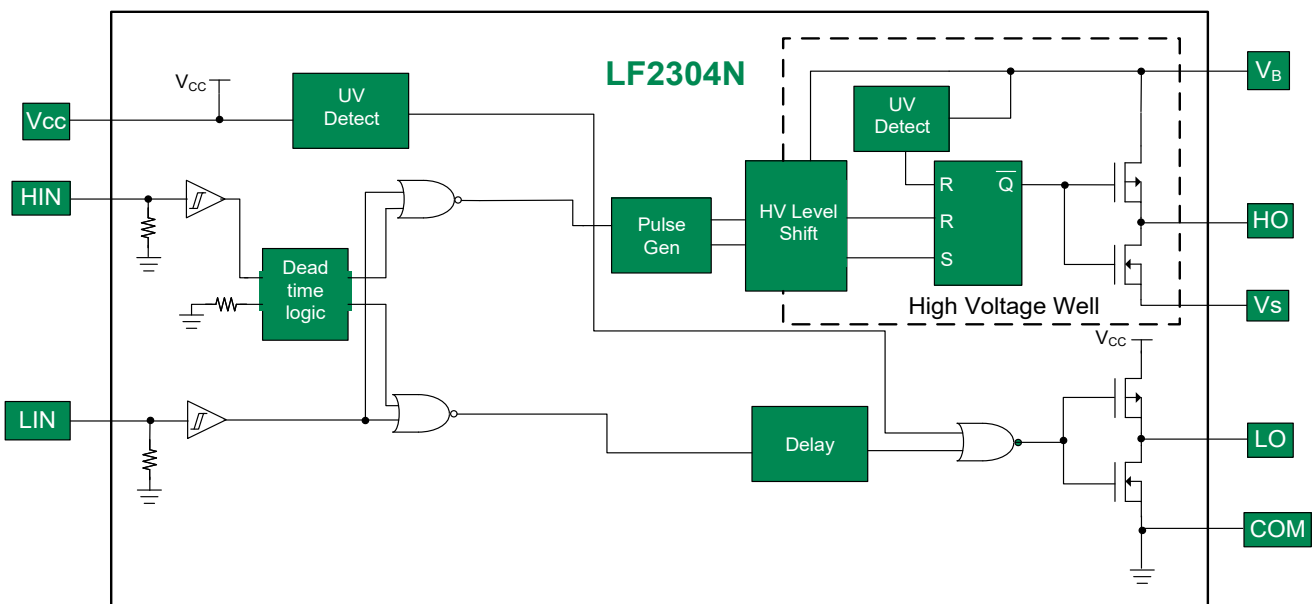 LF2304N
Vcc
VCC
UV
Detect
UV
Detect
VB
HIN
Pulse
Gen
HV Level
Shift
R
Q̅
R
S
HO
Dead
time
logic
High Voltage Well
Vs
VCC
LIN
Delay
LO
COM